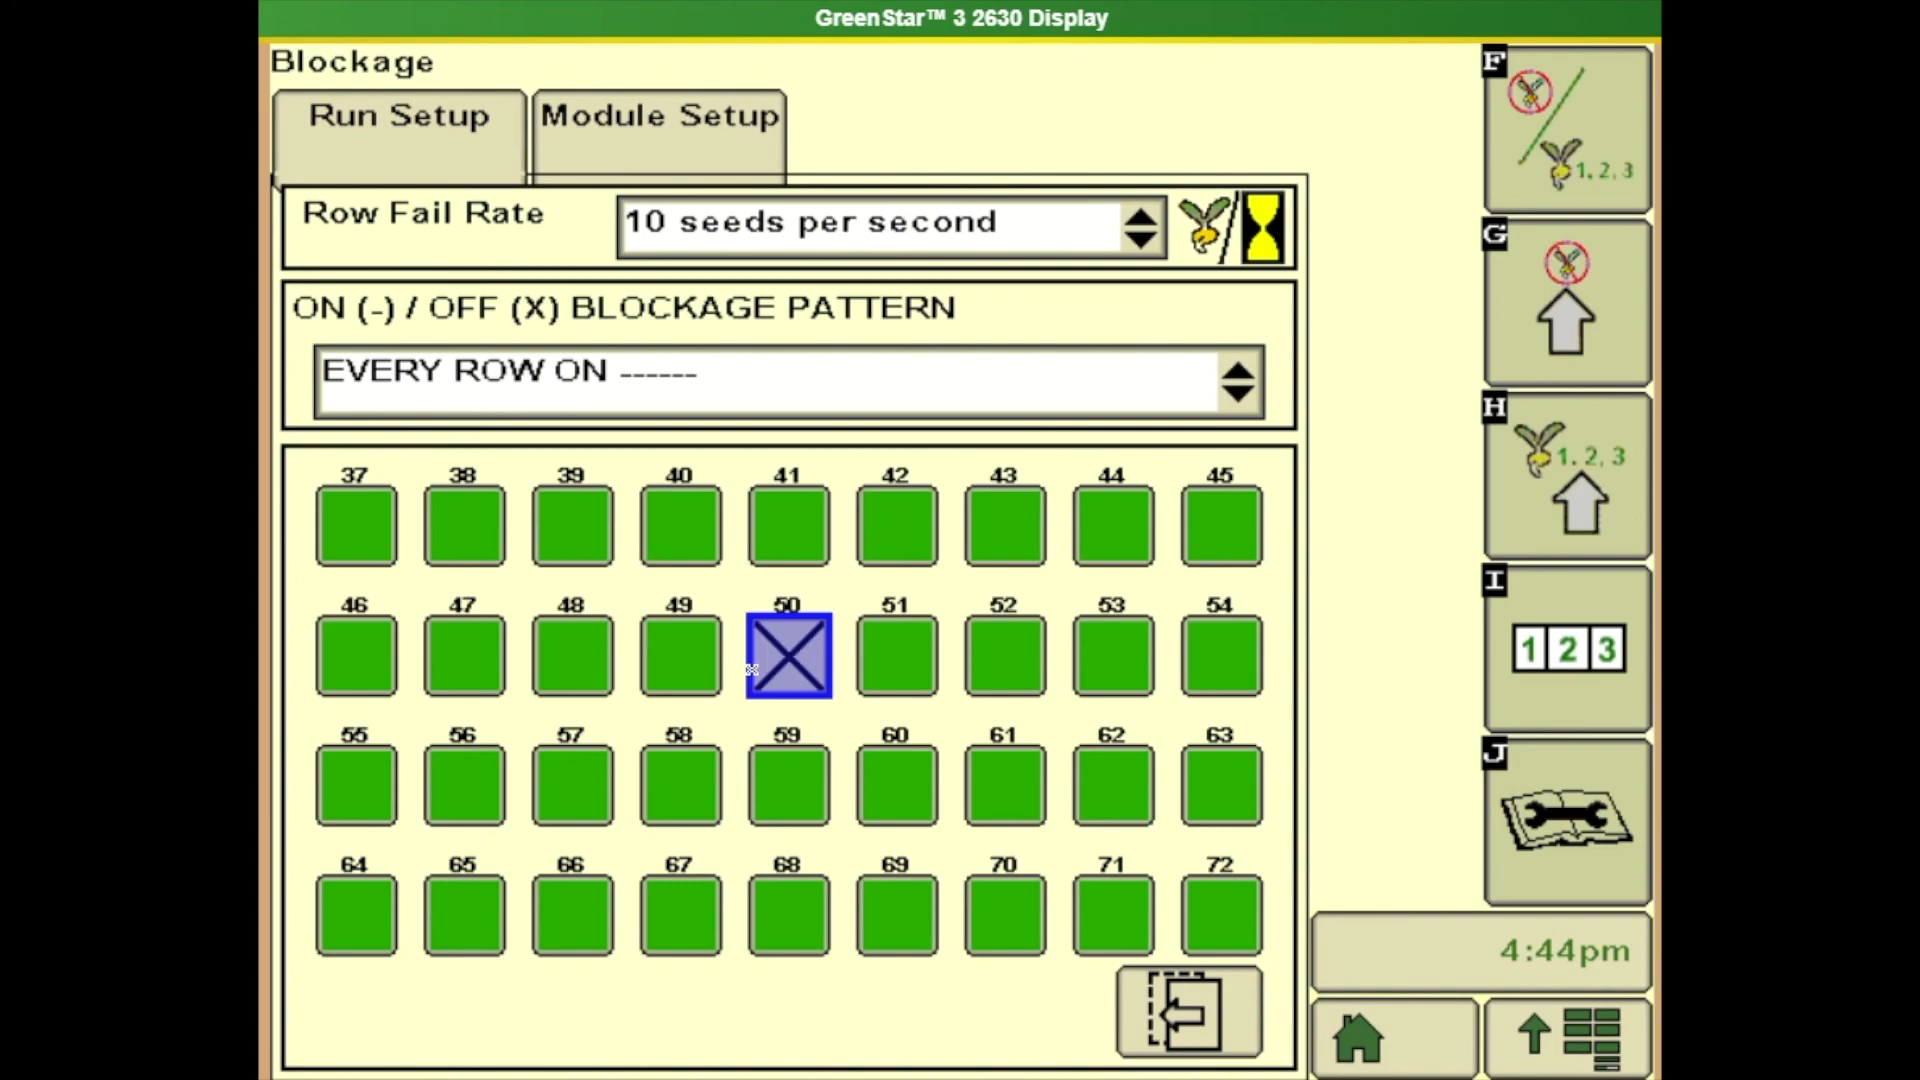 GreenStar™ 3 2630 Display
Blockage
Run Setup
Module Setup
Row Fail Rate
10 seeds per second
ON (-) / OFF (X) BLOCKAGE PATTERN
EVERY ROW ON ------
37 38 39 40 41 42 43 44 45
46 47 48 49 50 51 52 53 54
55 56 57 58 59 60 61 62 63
64 65 66 67 68 69 70 71 72
F
1, 2, 3
G
H
1, 2, 3
I
1 2 3
J
4:44pm